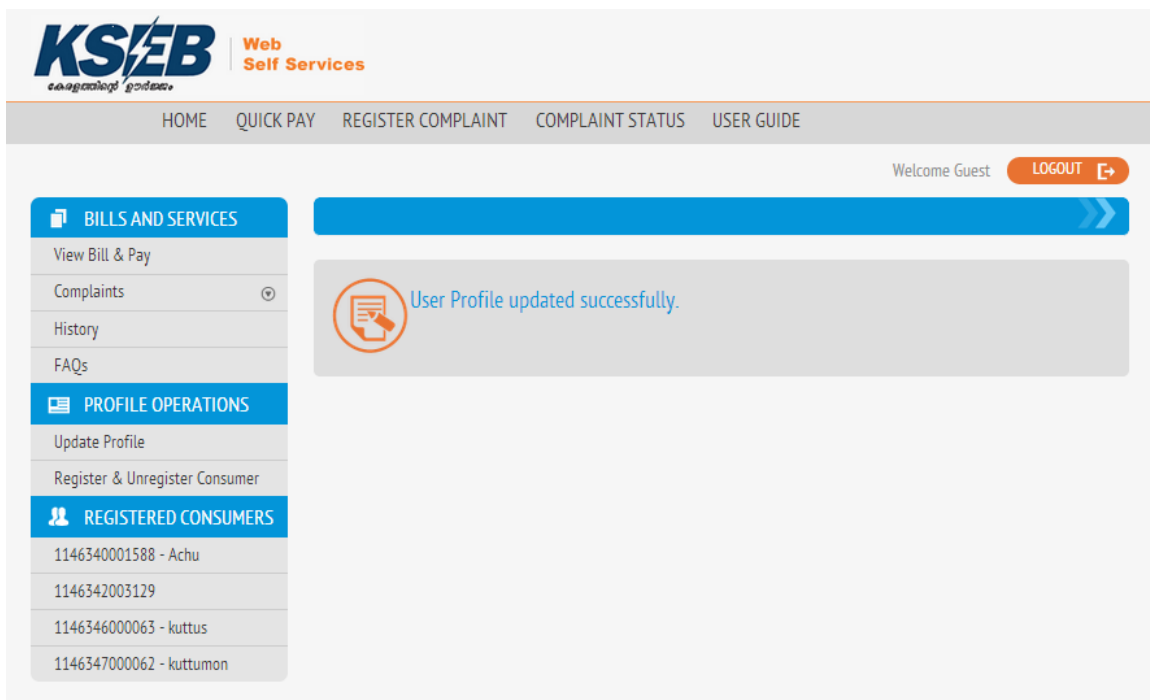 KSEB
Web
Self Services
കേരളത്തിന്റെ ഊർജ്ജം
HOME QUICK PAY REGISTER COMPLAINT COMPLAINT STATUS USER GUIDE
Welcome Guest LOGOUT
BILLS AND SERVICES
View Bill & Pay
Complaints
History
FAQs
User Profile updated successfully.
PROFILE OPERATIONS
Update Profile
Register & Unregister Consumer
REGISTERED CONSUMERS
1146340001588 - Achu
1146342003129
1146346000063 - kuttus
1146347000062 - kuttumon